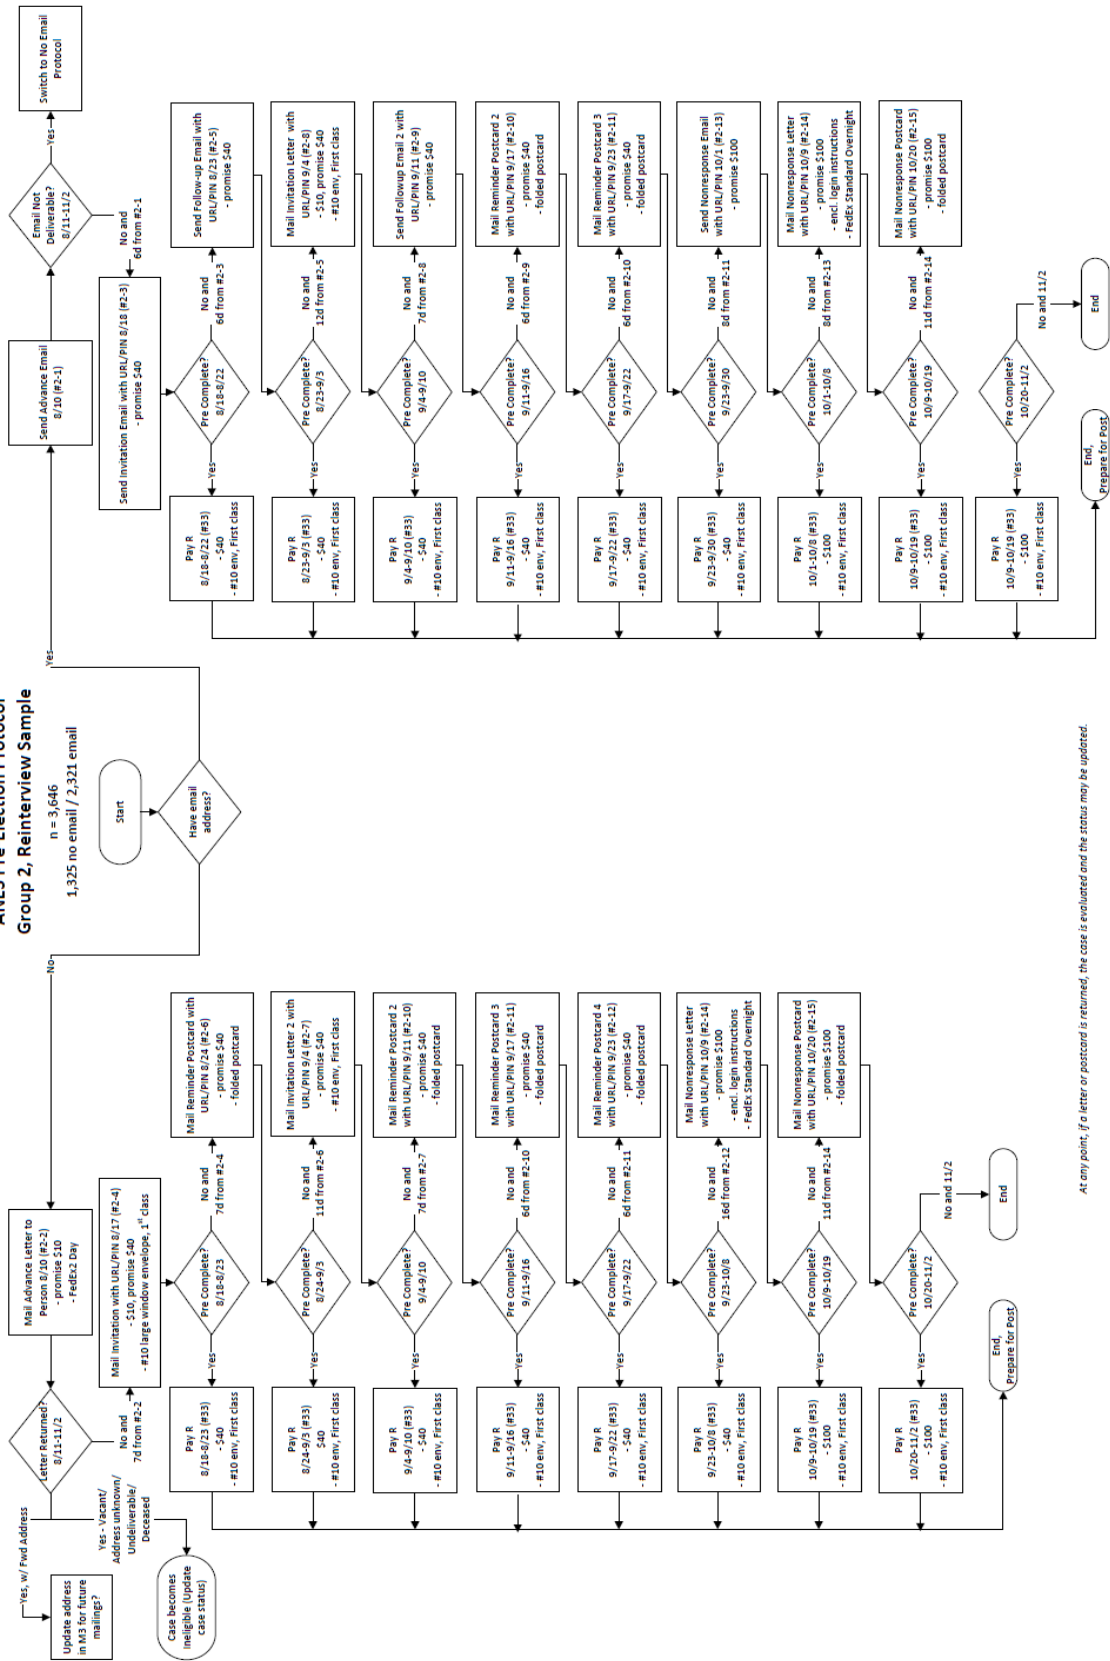 ANES Pre-Election Protocol
Group 2, Reinterview Sample
n = 3,646
1,325 no email / 2,321 email
Start
Have email
address?
No
Yes
Mail Advance Letter to
Person 8/10 (#2-2)
- promise $10
- FedEx2 Day
Letter Returned?
8/11-11/2
Yes, w/ Fwd Address
Update address
in M3 for future
mailings?
Yes - Vacant/
Address unknown/
Undeliverable/
Deceased
Case becomes
Ineligible (Update
case status)
No and
7d from #2-2
Mail Invitation with URL/PIN 8/17 (#2-4)
- $10, promise $40
- #10 large window envelope, 1st class
Pre Complete?
8/18-8/23
Yes
Pay R
8/18-8/23 (#33)
- $40
- #10 env, First class
No and
7d from #2-4
Mail Reminder Postcard with
URL/PIN 8/24 (#2-6)
- promise $40
- folded postcard
Pre Complete?
8/24-9/3
Yes
Pay R
8/24-9/3 (#33)
$40
- #10 env, First class
No and
11d from #2-6
Mail Invitation Letter 2 with
URL/PIN 9/4 (#2-7)
- promise $40
- #10 env, First class
Pre Complete?
9/4-9/10
Yes
Pay R
9/4-9/10 (#33)
- $40
- #10 env, First class
No and
7d from #2-7
Mail Reminder Postcard 2
with URL/PIN 9/11 (#2-10)
- promise $40
- folded postcard
Pre Complete?
9/11-9/16
Yes
Pay R
9/11-9/16 (#33)
- $40
- #10 env, First class
No and
6d from #2-10
Mail Reminder Postcard 3
with URL/PIN 9/17 (#2-11)
- promise $40
- folded postcard
Pre Complete?
9/17-9/22
Yes
Pay R
9/17-9/22 (#33)
- $40
- #10 env, First class
No and
6d from #2-11
Mail Reminder Postcard 4
with URL/PIN 9/23 (#2-12)
- promise $40
- folded postcard
Pre Complete?
9/23-10/8
Yes
Pay R
9/23-10/8 (#33)
- $40
- #10 env, First class
No and
16d from #2-12
Mail Nonresponse Letter
with URL/PIN 10/9 (#2-14)
- promise $100
- encl. login instructions
- FedEx Standard Overnight
Pre Complete?
10/9-10/19
Yes
Pay R
10/9-10/19 (#33)
- $100
- #10 env, First class
No and
11d from #2-14
Mail Nonresponse Postcard
with URL/PIN 10/20 (#2-15)
- promise $100
- folded postcard
Pre Complete?
10/20-11/2
Yes
Pay R
10/20-11/2 (#33)
- $100
- #10 env, First class
No and 11/2
End
End,
Prepare for Post
Send Advance Email
8/10 (#2-1)
Email Not
Deliverable?
8/11-11/2
Yes
Switch to No Email
Protocol
No and
6d from #2-1
Send Invitation Email with URL/PIN 8/18 (#2-3)
- promise $40
Pre Complete?
8/18-8/22
Yes
Pay R
8/18-8/22 (#33)
- $40
- #10 env, First class
No and
6d from #2-3
Send Follow-up Email with
URL/PIN 8/23 (#2-5)
- promise $40
Pre Complete?
8/23-9/3
Yes
Pay R
8/23-9/3 (#33)
- $40
- #10 env, First class
No and
12d from #2-5
Mail Invitation Letter with
URL/PIN 9/4 (#2-8)
- $10, promise $40
- #10 env, First class
Pre Complete?
9/4-9/10
Yes
Pay R
9/4-9/10 (#33)
- $40
- #10 env, First class
No and
7d from #2-8
Send Followup Email 2 with
URL/PIN 9/11 (#2-9)
- promise $40
Pre Complete?
9/11-9/16
Yes
Pay R
9/11-9/16 (#33)
- $40
- #10 env, First class
No and
6d from #2-9
Mail Reminder Postcard 2
with URL/PIN 9/17 (#2-10)
- promise $40
- folded postcard
Pre Complete?
9/17-9/22
Yes
Pay R
9/17-9/22 (#33)
- $40
- #10 env, First class
No and
6d from #2-10
Mail Reminder Postcard 3
with URL/PIN 9/23 (#2-11)
- promise $40
- folded postcard
Pre Complete?
9/23-9/30
Yes
Pay R
9/23-9/30 (#33)
- $40
- #10 env, First class
No and
8d from #2-11
Send Nonresponse Email
with URL/PIN 10/1 (#2-13)
- promise $100
Pre Complete?
10/1-10/8
Yes
Pay R
10/1-10/8 (#33)
- $100
- #10 env, First class
No and
8d from #2-13
Mail Nonresponse Letter
with URL/PIN 10/9 (#2-14)
- promise $100
- encl. login instructions
- FedEx Standard Overnight
Pre Complete?
10/9-10/19
Yes
Pay R
10/9-10/19 (#33)
- $100
- #10 env, First class
No and
11d from #2-14
Mail Nonresponse Postcard
with URL/PIN 10/20 (#2-15)
- promise $100
- folded postcard
Pre Complete?
10/20-11/2
Yes
Pay R
10/9-10/19 (#33)
- $100
- #10 env, First class
No and 11/2
End
End,
Prepare for Post
At any point, if a letter or postcard is returned, the case is evaluated and the status may be updated.